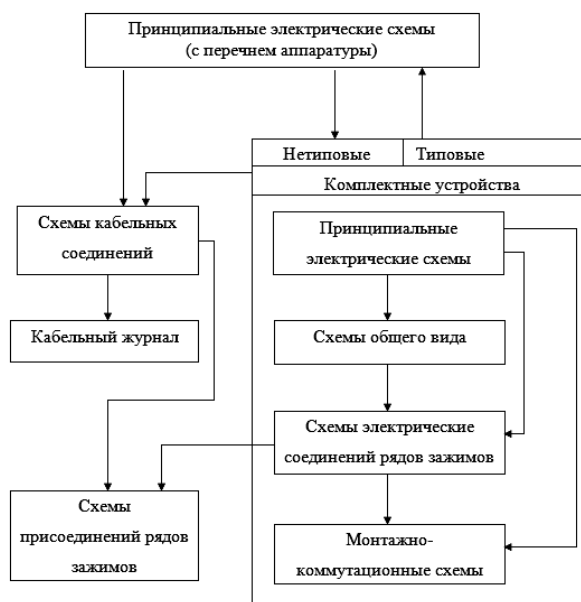 Принципиальные электрические схемы
(с перечнем аппаратуры)
Нетиповые
Типовые
Комплектные устройства
Схемы кабельных
соединений
Принципиальные
электрические схемы
Кабельный журнал
Схемы общего вида
Схемы электрические
соединений рядов зажимов
Схемы
присоединений рядов
зажимов
Монтажно-
коммутационные схемы